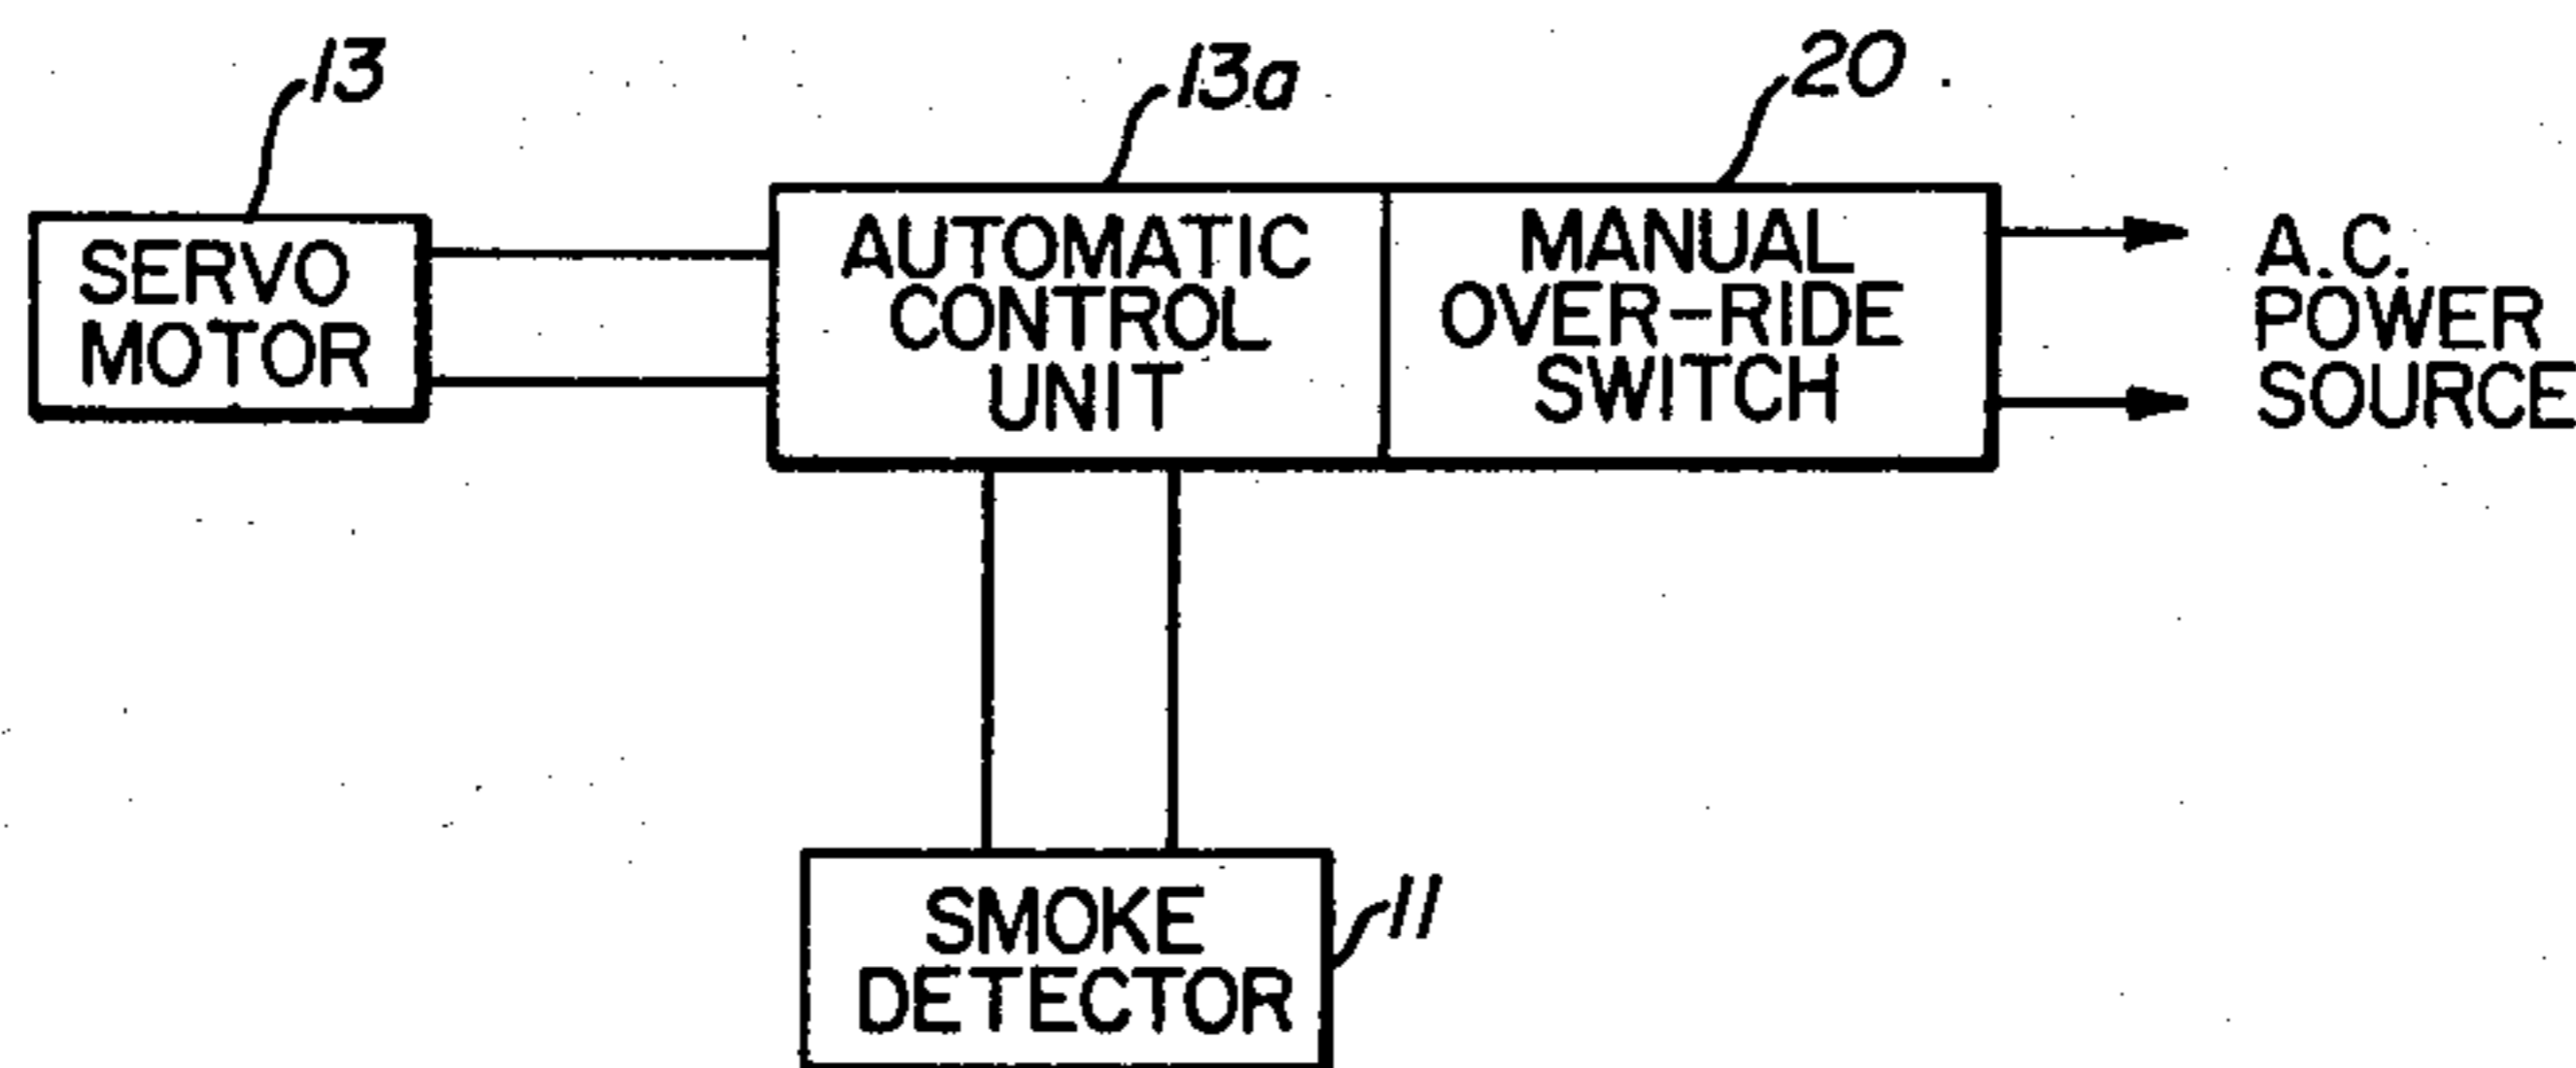 13
13a
20
SERVO
MOTOR
AUTOMATIC
CONTROL
UNIT
MANUAL
OVER-RIDE
SWITCH
A.C.
POWER
SOURCE
SMOKE
DETECTOR
11